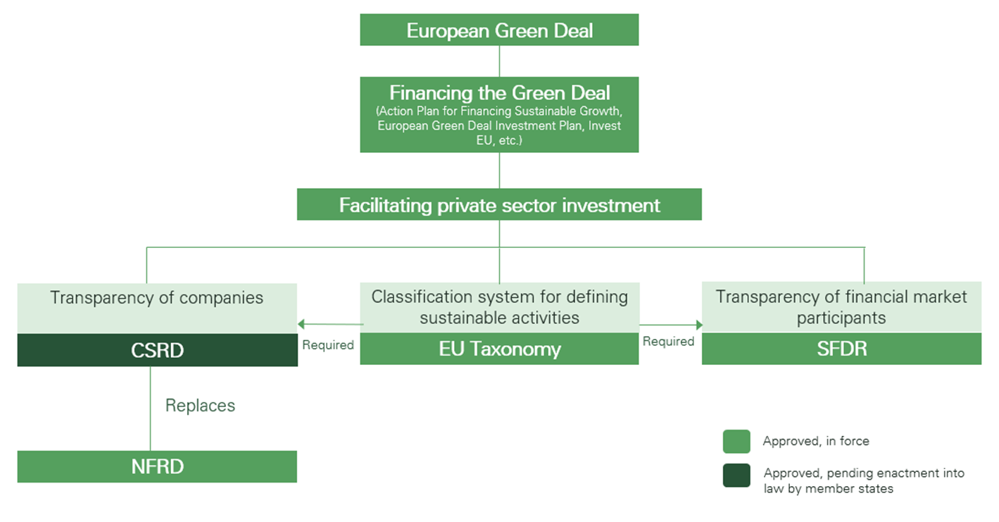 European Green Deal
Financing the Green Deal
(Action Plan for Financing Sustainable Growth,
European Green Deal Investment Plan, Invest
EU, etc.)
Facilitating private sector investment
Transparency of companies
CSRD
Classification system for defining
sustainable activities
EU Taxonomy
Transparency of financial market
participants
SFDR
Required
Required
Replaces
NFRD
Approved, in force
Approved, pending enactment into
law by member states